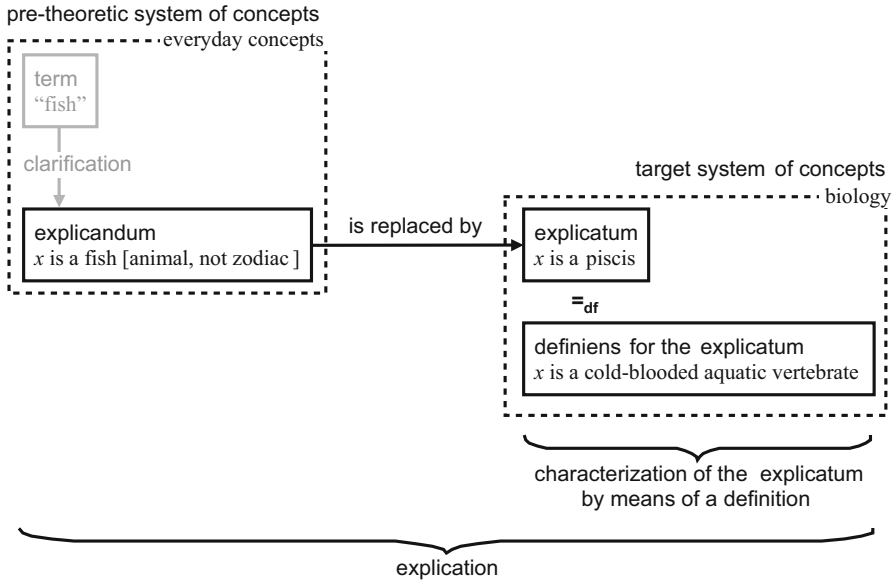 pre-theoretic system of concepts
everyday concepts
term
“fish”
clarification
explicandum
x is a fish [animal, not zodiac]
is replaced by
target system of concepts
biology
explicatum
x is a piscis
=df
definiens for the explicatum
x is a cold-blooded aquatic vertebrate
characterization of the explicatum
by means of a definition
explication